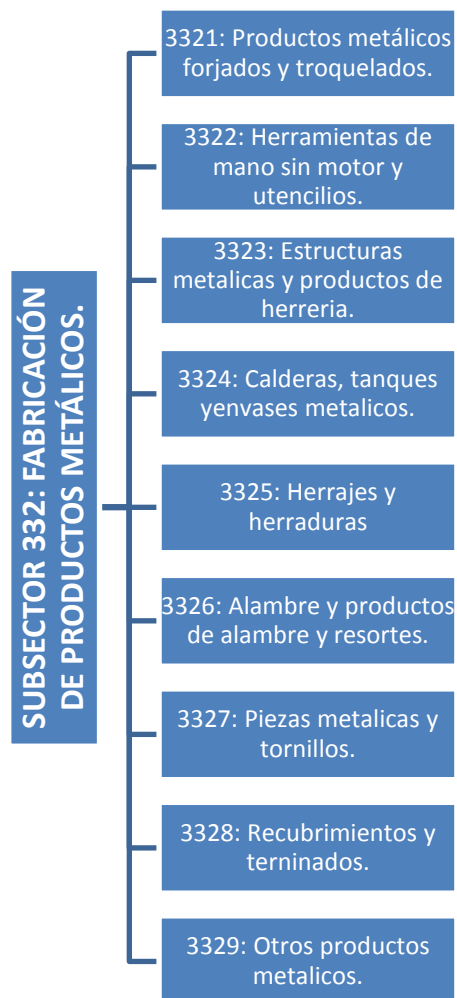 SUBSECTOR 332: FABRICACIÓN
DE PRODUCTOS METÁLICOS.
3321: Productos metálicos
forjados y troquelados.
3322: Herramientas de
mano sin motor y
utencilios.
3323: Estructuras
metalicas y productos de
herreria.
3324: Calderas, tanques
yenvases metalicos.
3325: Herrajes y
herraduras
3326: Alambre y productos
de alambre y resortes.
3327: Piezas metalicas y
tornillos.
3328: Recubrimientos y
terninados.
3329: Otros productos
metalicos.